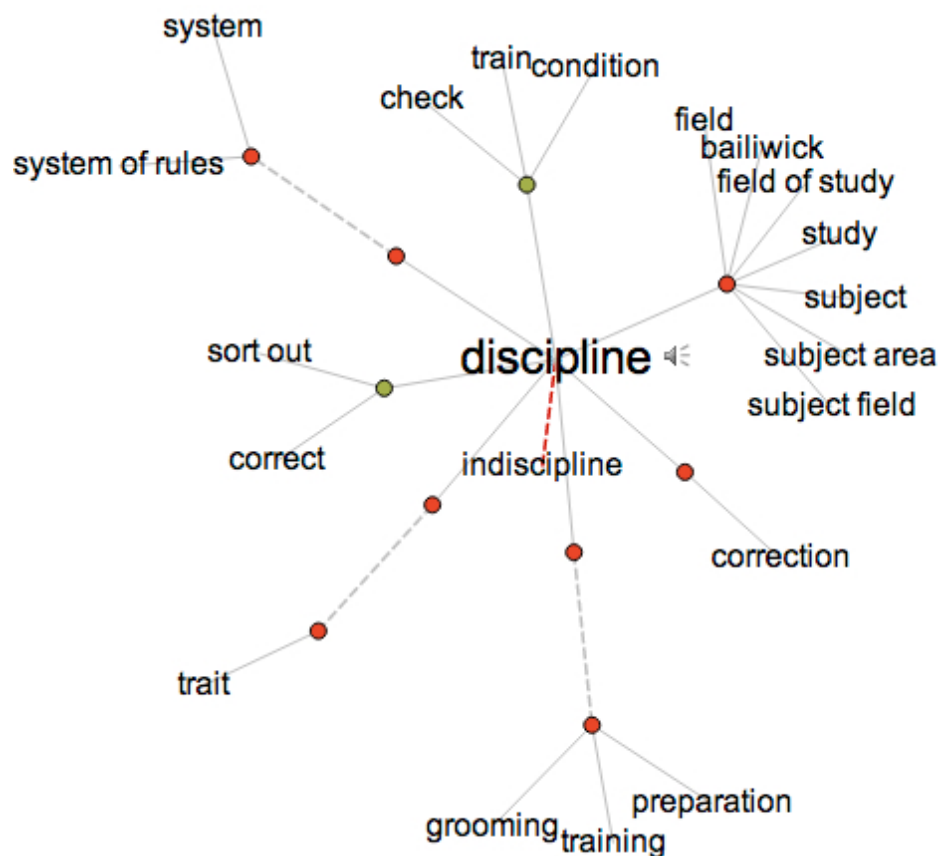 system
train
condition
check
field
bailiwick
system of rules
field of study
study
subject
sort out
discipline
subject area
subject field
correct
indiscipline
correction
trait
preparation
grooming
training